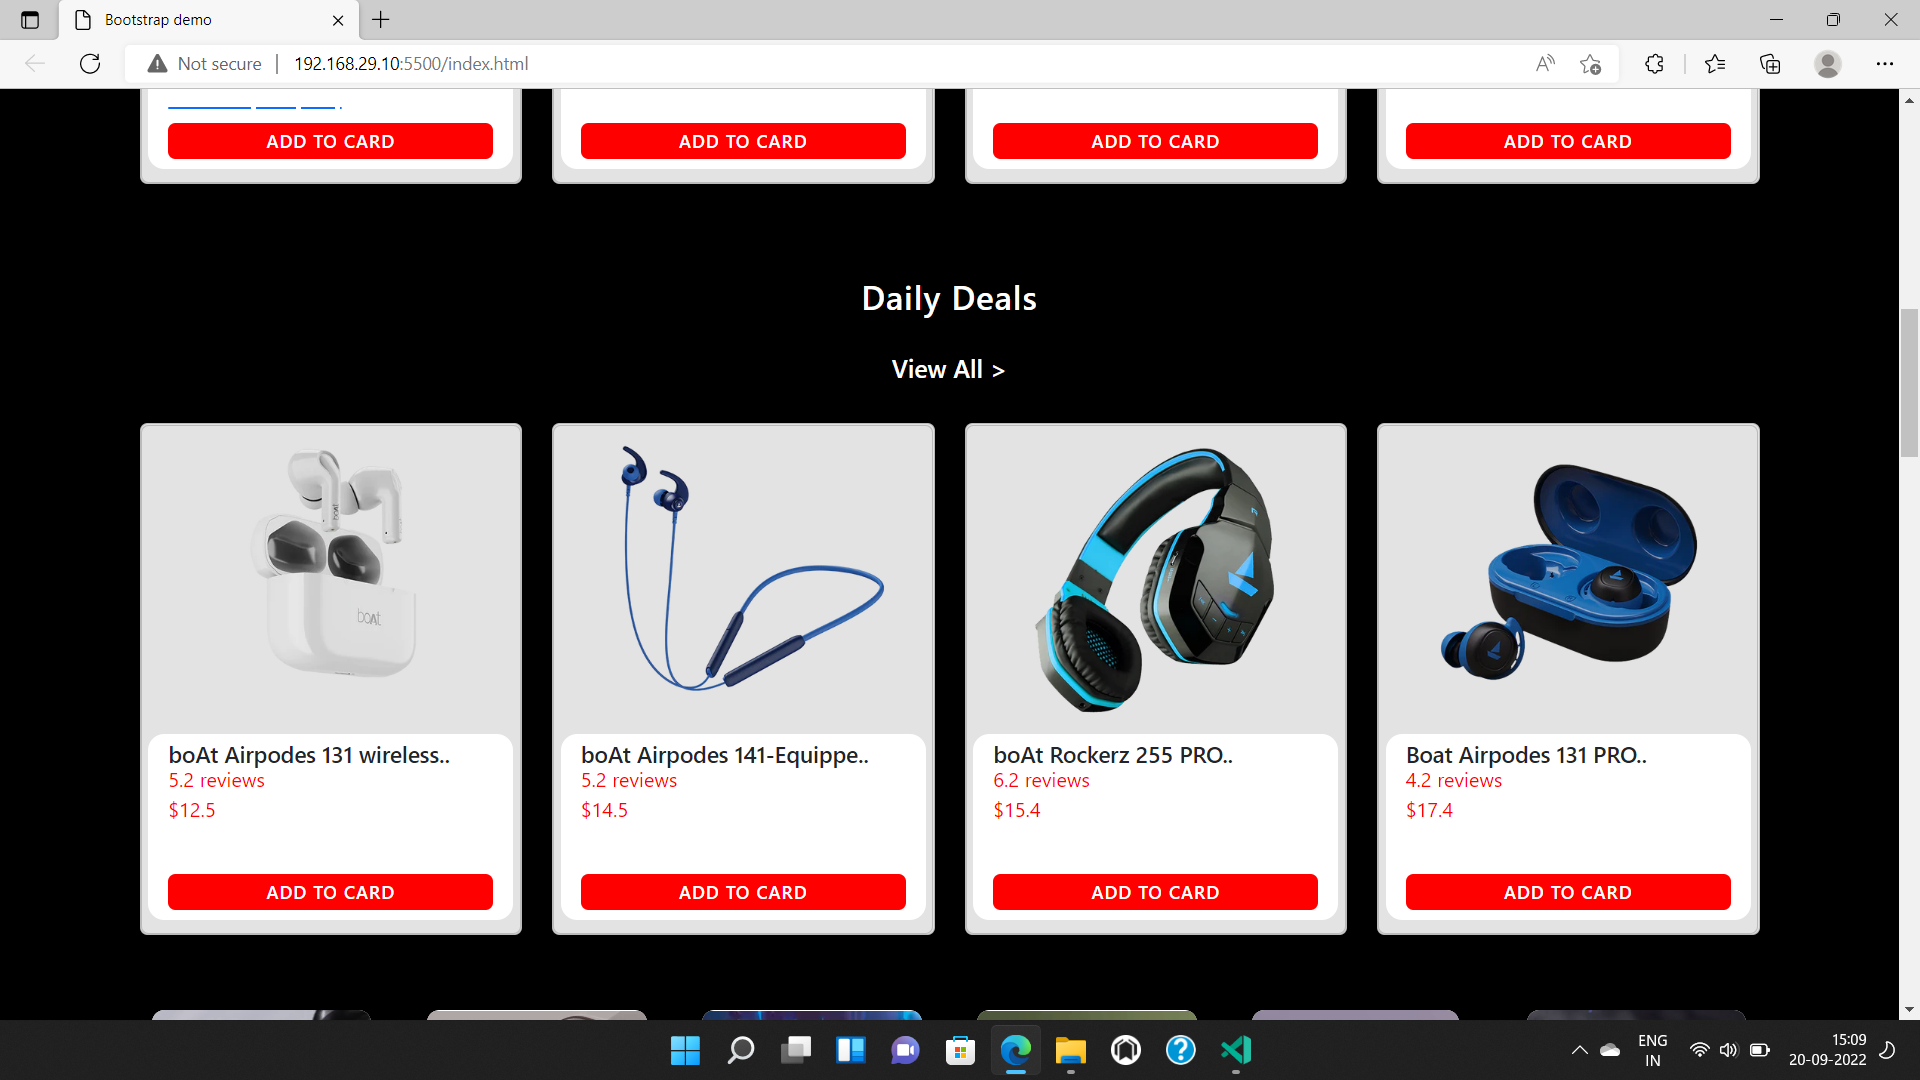 Bootstrap demo
Not secure
192.168.29.10:5500/index.html
ADD TO CARD
ADD TO CARD
ADD TO CARD
ADD TO CARD
Daily Deals
View All >
boAt
boAt
boAt Airpodes 131 wireless..
5.2 reviews
$12.5
ADD TO CARD
boAt Airpodes 141-Equippe..
5.2 reviews
$14.5
ADD TO CARD
boAt Rockerz 255 PRO..
6.2 reviews
$15.4
ADD TO CARD
Boat Airpodes 131 PRO..
4.2 reviews
$17.4
ADD TO CARD
ENG
IN
15:09
20-09-2022